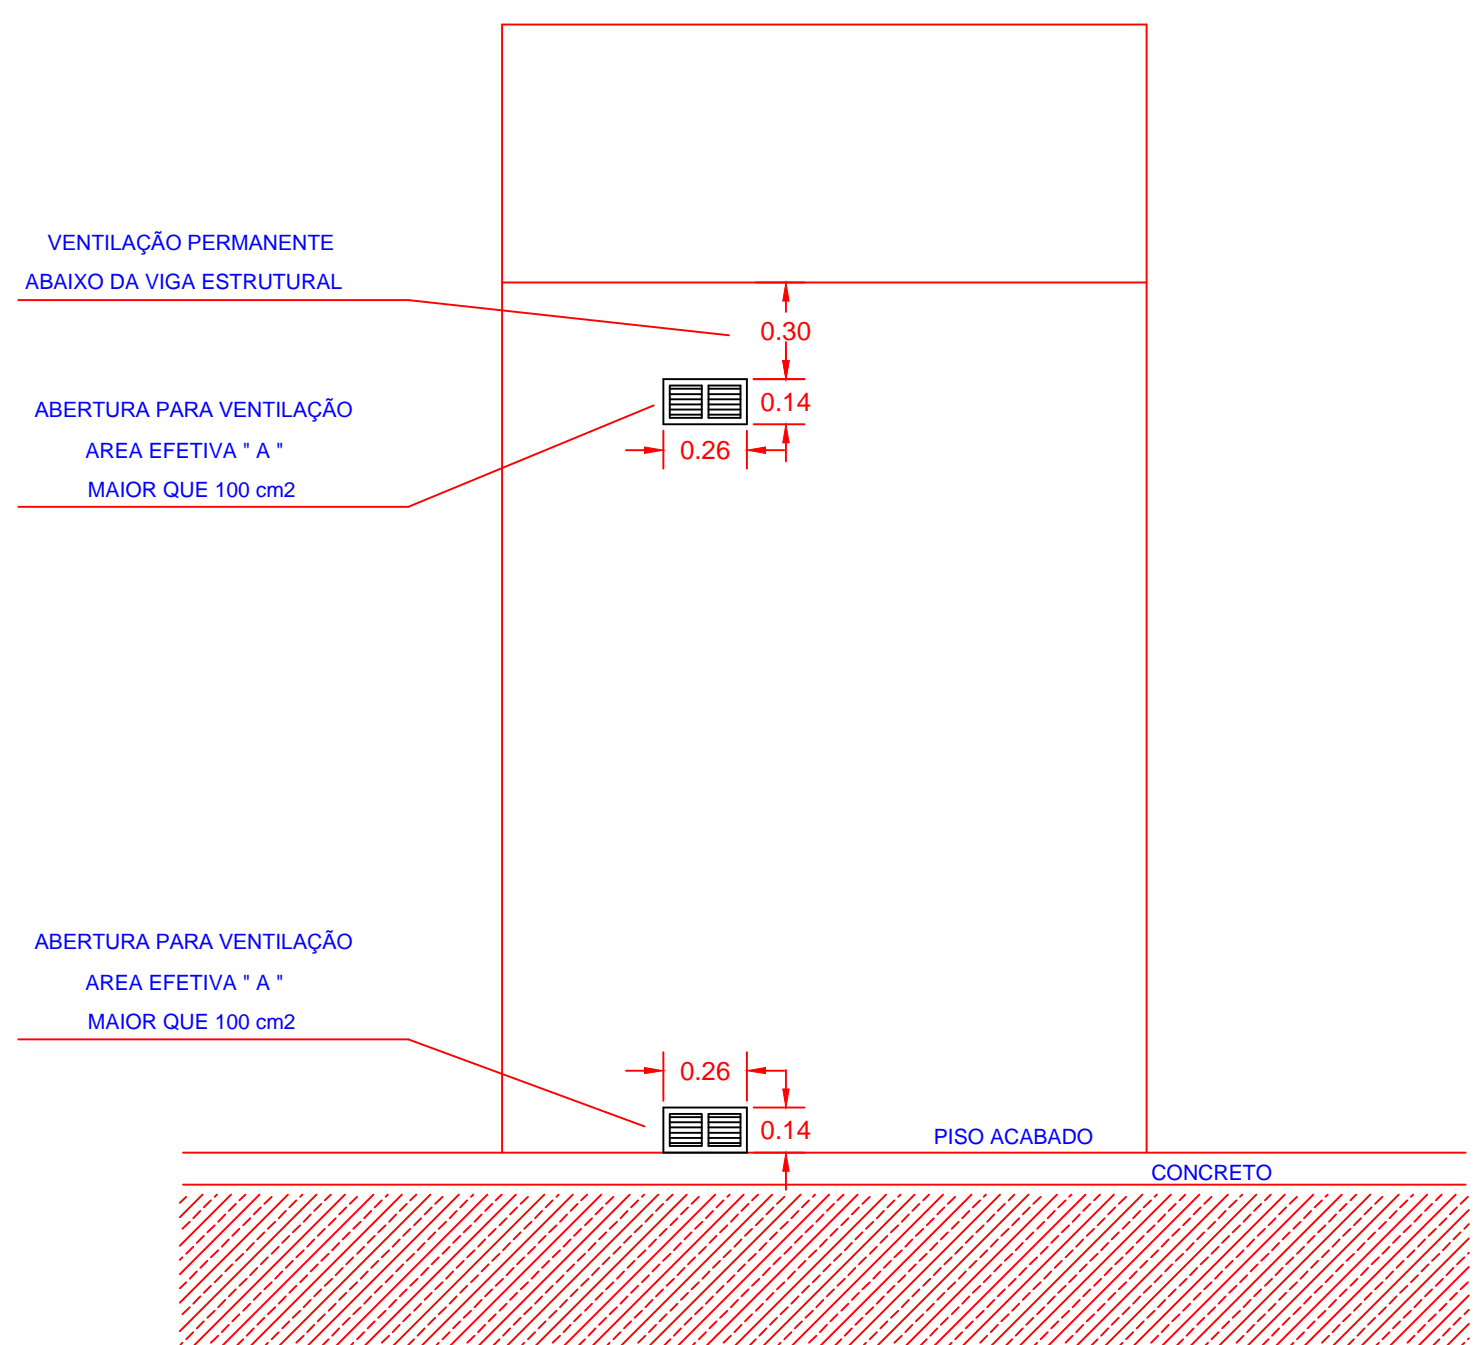 VENTILAÇÃO PERMANENTE
ABAIXO DA VIGA ESTRUTURAL
0.30
ABERTURA PARA VENTILAÇÃO
AREA EFETIVA " A "
MAIOR QUE 100 cm2
0.14
0.26
ABERTURA PARA VENTILAÇÃO
AREA EFETIVA " A "
MAIOR QUE 100 cm2
0.26
0.14
PISO ACABADO
CONCRETO